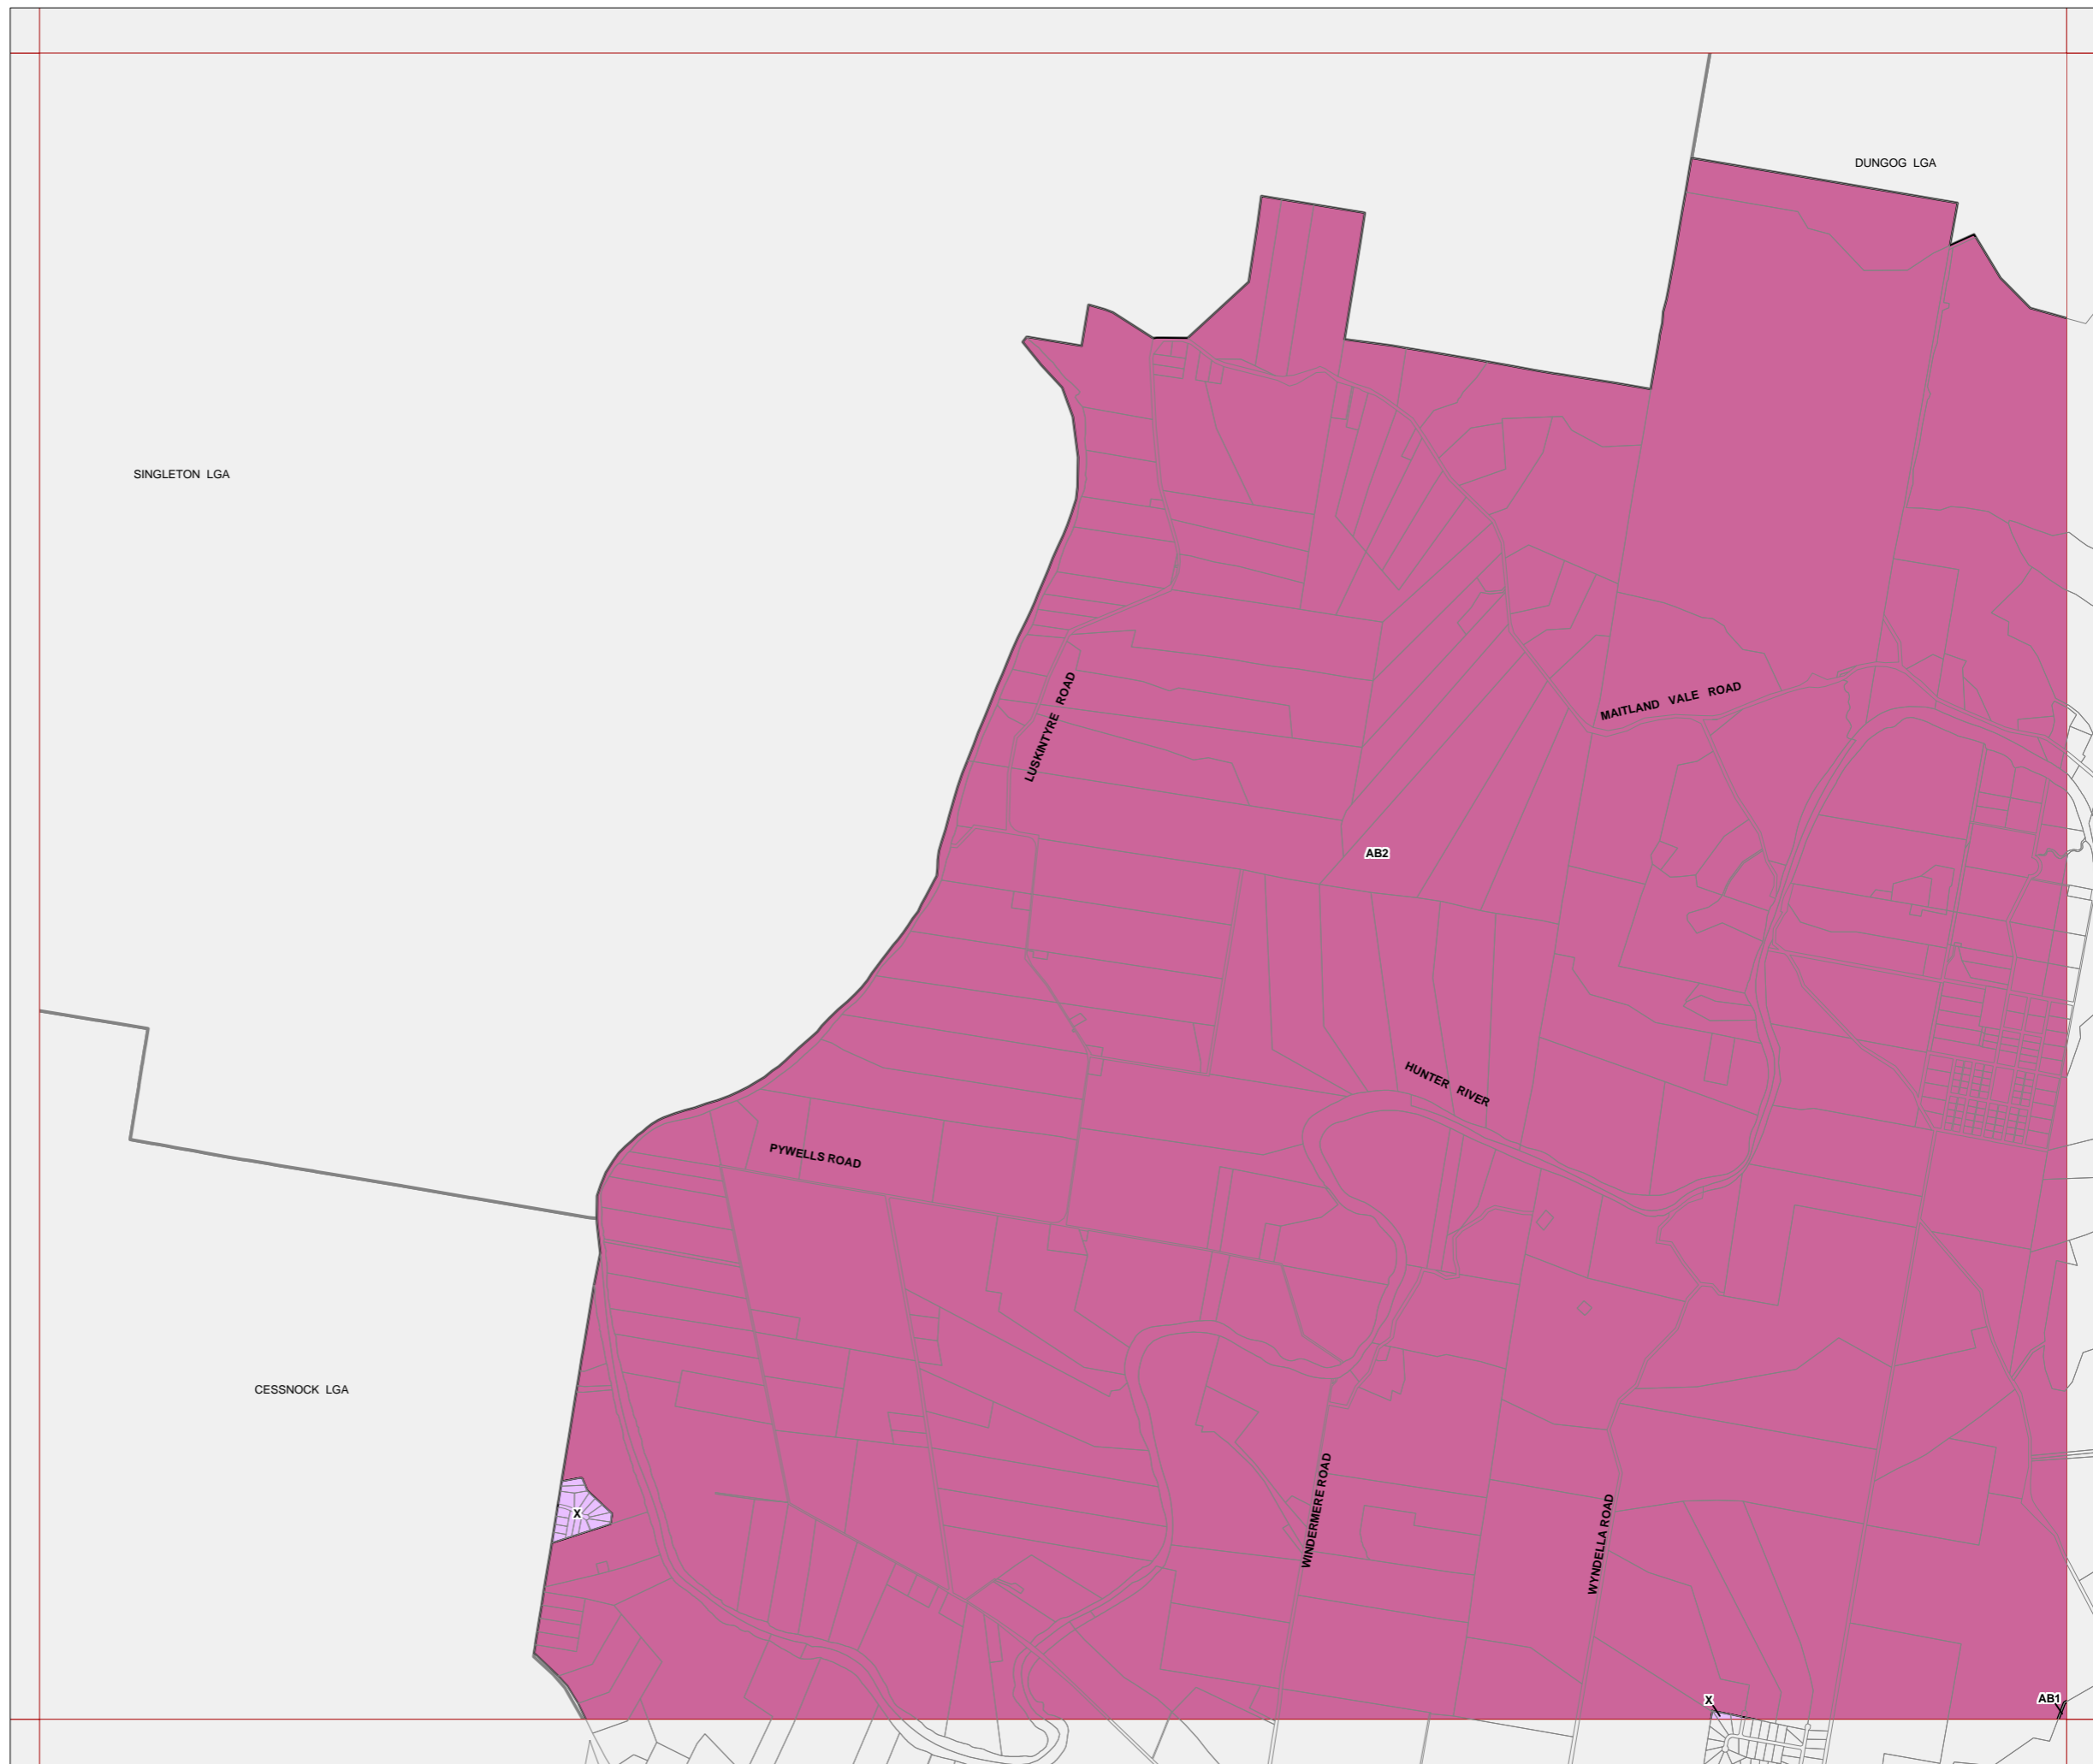 DUNGOG LGA
SINGLETON LGA
MAITLAND VALE ROAD
LUSKINTYRE ROAD
AB2
HUNTER RIVER
PYWELLS ROAD
CESSNOCK LGA
X
WINDERMERE ROAD
WYNDELLA ROAD
X
AB1